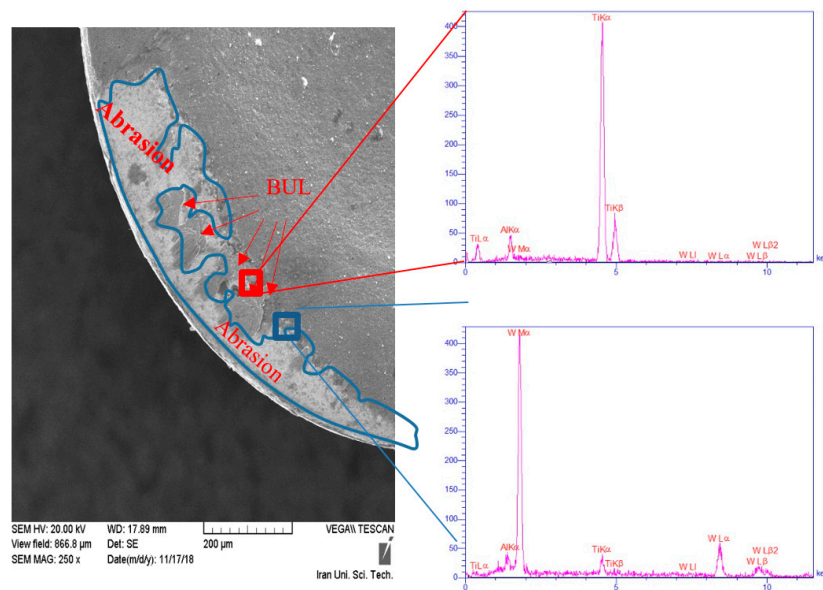 Abrasion
BUL
Abrasion
SEM HV: 20.00 kV WD: 17.89 mm VEGA\\ TESCAN
View field: 866.8 µm Det: SE 200 µm
SEM MAG: 250 x Date(m/d/y): 11/17/18
Iran Uni. Sci. Tech.
400
350
300
250
200
150
100
50
0
TiKα
TiKβ
TiLα
AlKα
W Mα
W Ll
W Lα
W Lβ
W Lβ2
0
5
10
ke
400
350
300
250
200
150
100
50
0
W Mα
TiLα
AlKα
TiKα
TiKβ
W Ll
W Lα
W Lβ
W Lβ2
0
5
10
ke